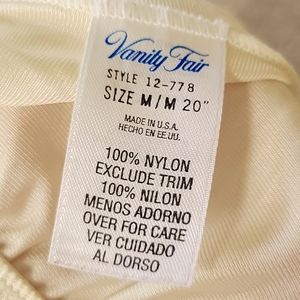 Vanity Fair
STYLE 12-778
SIZE M/M 20"
MADE IN U.S.A.
HECHO EN EE.UU.
100% NYLON
EXCLUDE TRIM
100% NILON
MENOS ADORNO
OVER FOR CARE
VER CUIDADO
AL DORSO